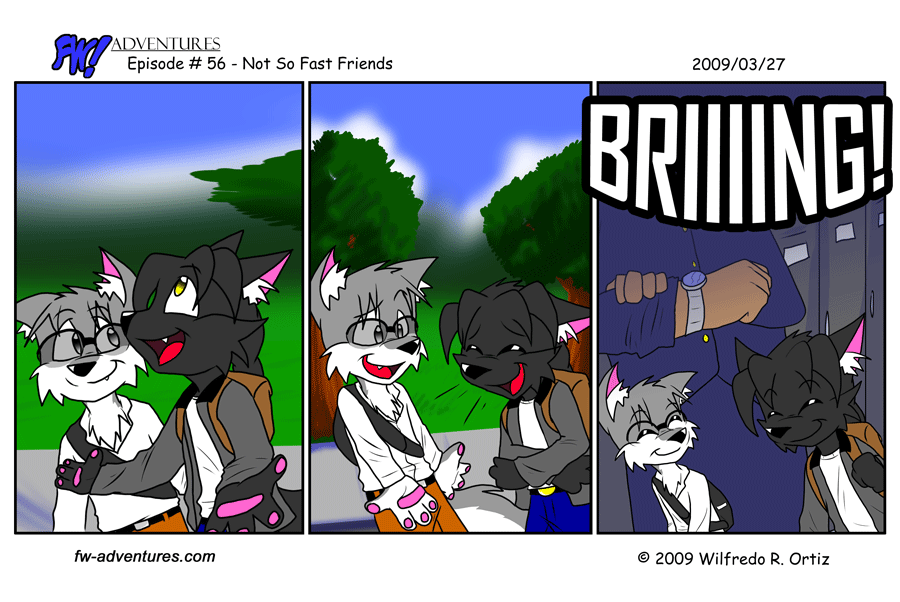 FW! ADVENTURES
Episode # 56 - Not So Fast Friends
2009/03/27
BRIIIING!
fw-adventures.com
© 2009 Wilfredo R. Ortiz